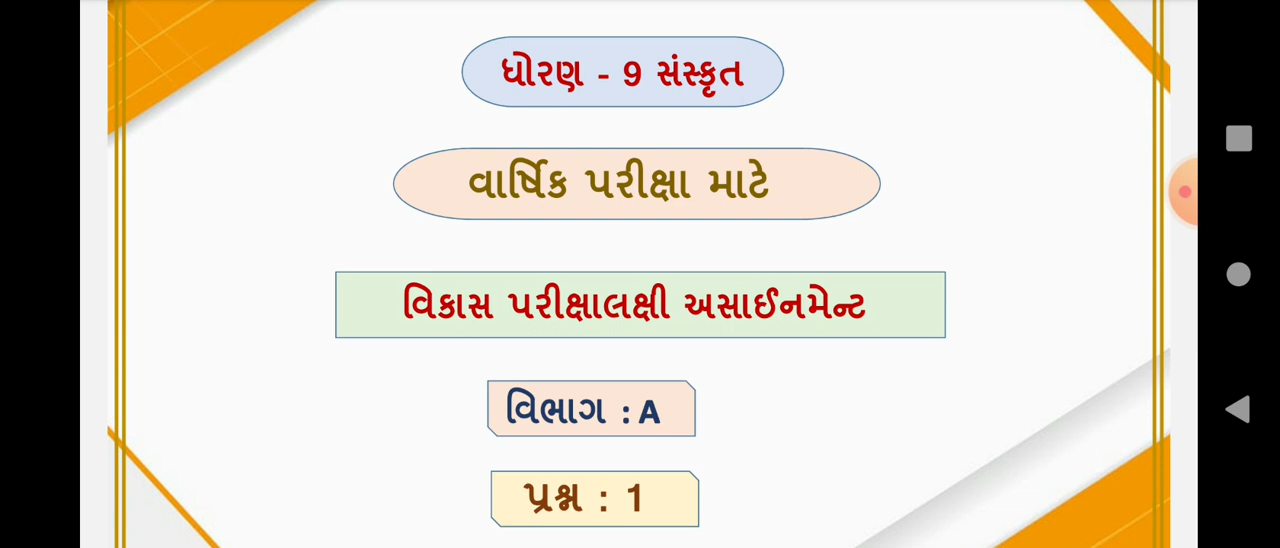 ધોરણ - 9 સંસ્કૃત
વાર્ષિક પરીક્ષા માટે
વિકાસ પરીક્ષાલક્ષી અસાઈનમેન્ટ
વિભાગ : A
પ્રશ્ન : 1